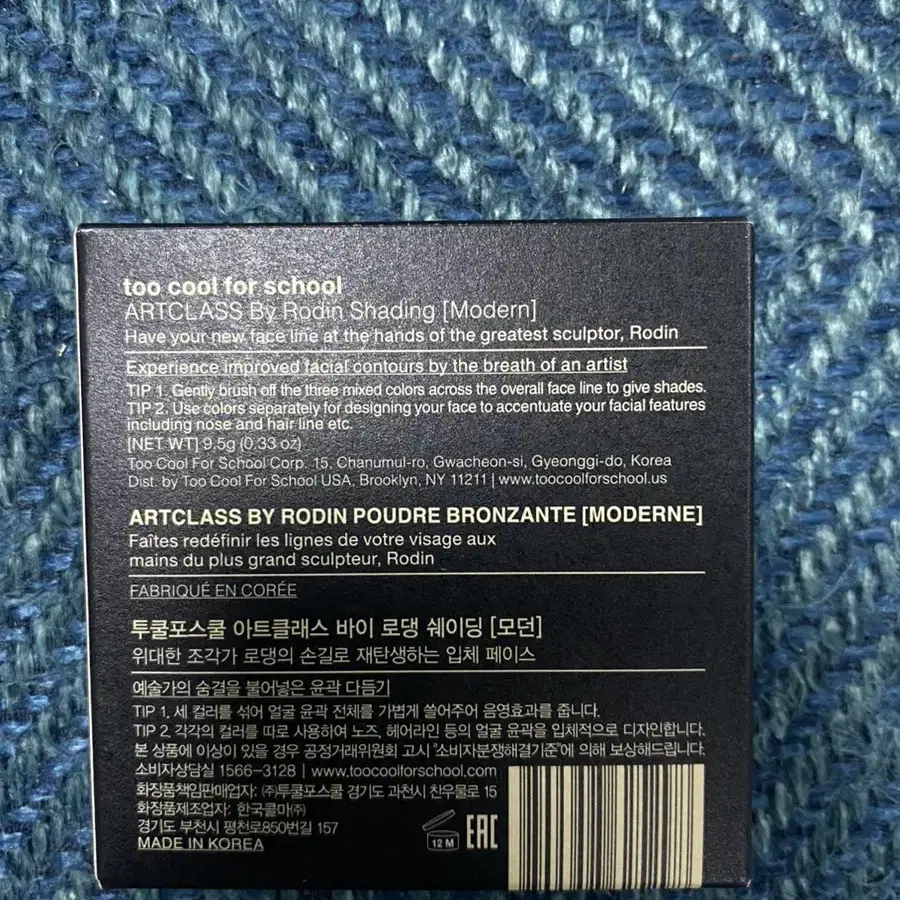 too cool for school
ARTCLASS By Rodin Shading [Modern]
Have your new face line at the hands of the greatest sculptor, Rodin
Experience improved facial contours by the breath of an artist
TIP 1. Gently brush off the three mixed colors across the overall face line to give shades.
TIP 2. Use colors separately for designing your face to accentuate your facial features
including nose and hair line etc.
[NET WT] 9.5g (0.33 oz)
Too Cool For School Corp. 15, Chanumul-ro, Gwacheon-si, Gyeonggi-do, Korea
Dist. by Too Cool For School USA, Brooklyn, NY 11211 | www.toocoolforschool.us
ARTCLASS BY RODIN POUDRE BRONZANTE [MODERNE]
Faîtes redéfinir les lignes de votre visage aux
mains du plus grand sculpteur, Rodin
FABRIQUÉ EN CORÉE
투쿨포스쿨 아트클래스 바이 로댕 쉐이딩 [모던]
위대한 조각가 로댕의 손길로 재탄생하는 입체 페이스
예술가의 숨결을 불어넣은 윤곽 다듬기
TIP 1. 세 컬러를 섞어 얼굴 윤곽 전체를 가볍게 쓸어주어 음영효과를 줍니다.
TIP 2. 각각의 컬러를 따로 사용하여 노즈, 헤어라인 등의 얼굴 윤곽을 입체적으로 디자인합니다.
본 상품에 이상이 있을 경우 공정거래위원회 고시 '소비자분쟁해결기준'에 의해 보상해드립니다.
소비자상담실 1566-3128 | www.toocoolforschool.com
화장품책임판매업자: ㈜투쿨포스쿨 경기도 과천시 찬우물로 15
화장품제조업자: 한국콜마㈜
경기도 부천시 평천로850번길 157
MADE IN KOREA
12 M
EAC